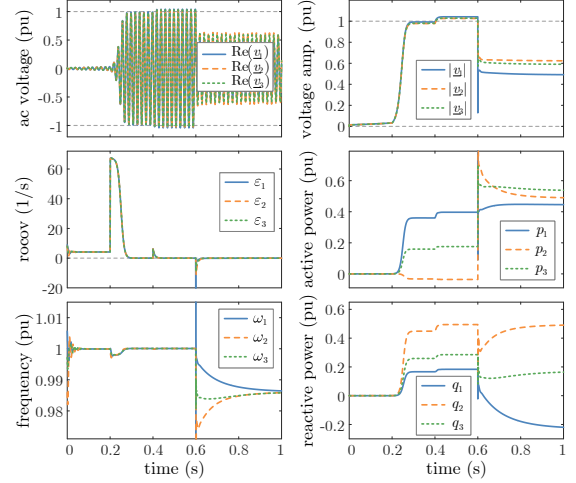 ac voltage (pu)
1
0.5
0
-0.5
-1
Re(v₁)
Re(v₂)
Re(v₃)
voltage amp. (pu)
1
0.8
0.6
0.4
0.2
0
|v₁|
|v₂|
|v₃|
rocov (1/s)
60
40
20
0
-20
ε₁
ε₂
ε₃
active power (pu)
0.6
0.4
0.2
0
p₁
p₂
p₃
frequency (pu)
1.01
1
0.99
0.98
ω₁
ω₂
ω₃
0 0.2 0.4 0.6 0.8 1
time (s)
reactive power (pu)
0.6
0.4
0.2
0
-0.2
q₁
q₂
q₃
0 0.2 0.4 0.6 0.8 1
time (s)